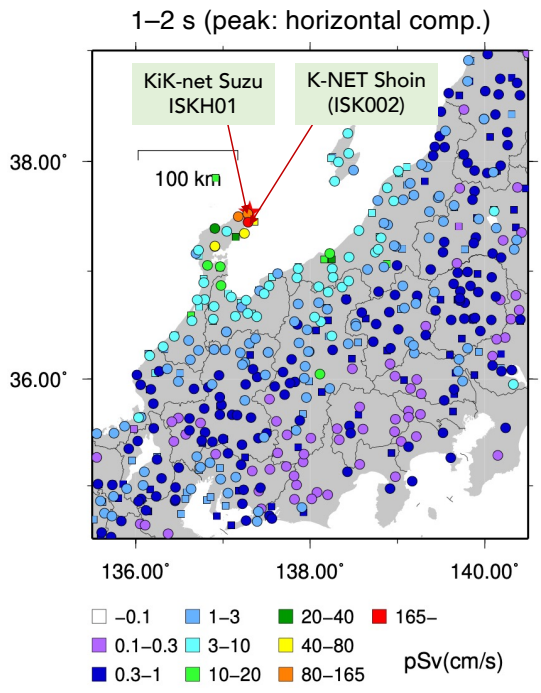 1–2 s (peak: horizontal comp.)
KiK-net Suzu
ISKH01
K-NET Shoin
(ISK002)
38.00˚
100 km
36.00˚
136.00˚ 138.00˚ 140.00˚
–0.1 1–3 20–40 165–
0.1–0.3 3–10 40–80
0.3–1 10–20 80–165 pSv(cm/s)